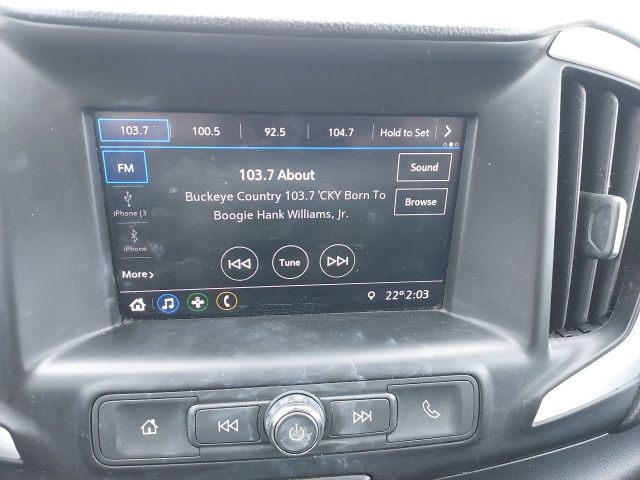 103.7 100.5 92.5 104.7 Hold to Set
FM
103.7 About
Sound
Buckeye Country 103.7 'CKY Born To
Boogie Hank Williams, Jr.
Browse
iPhone (3
iPhone
Tune
More
22° 2:03